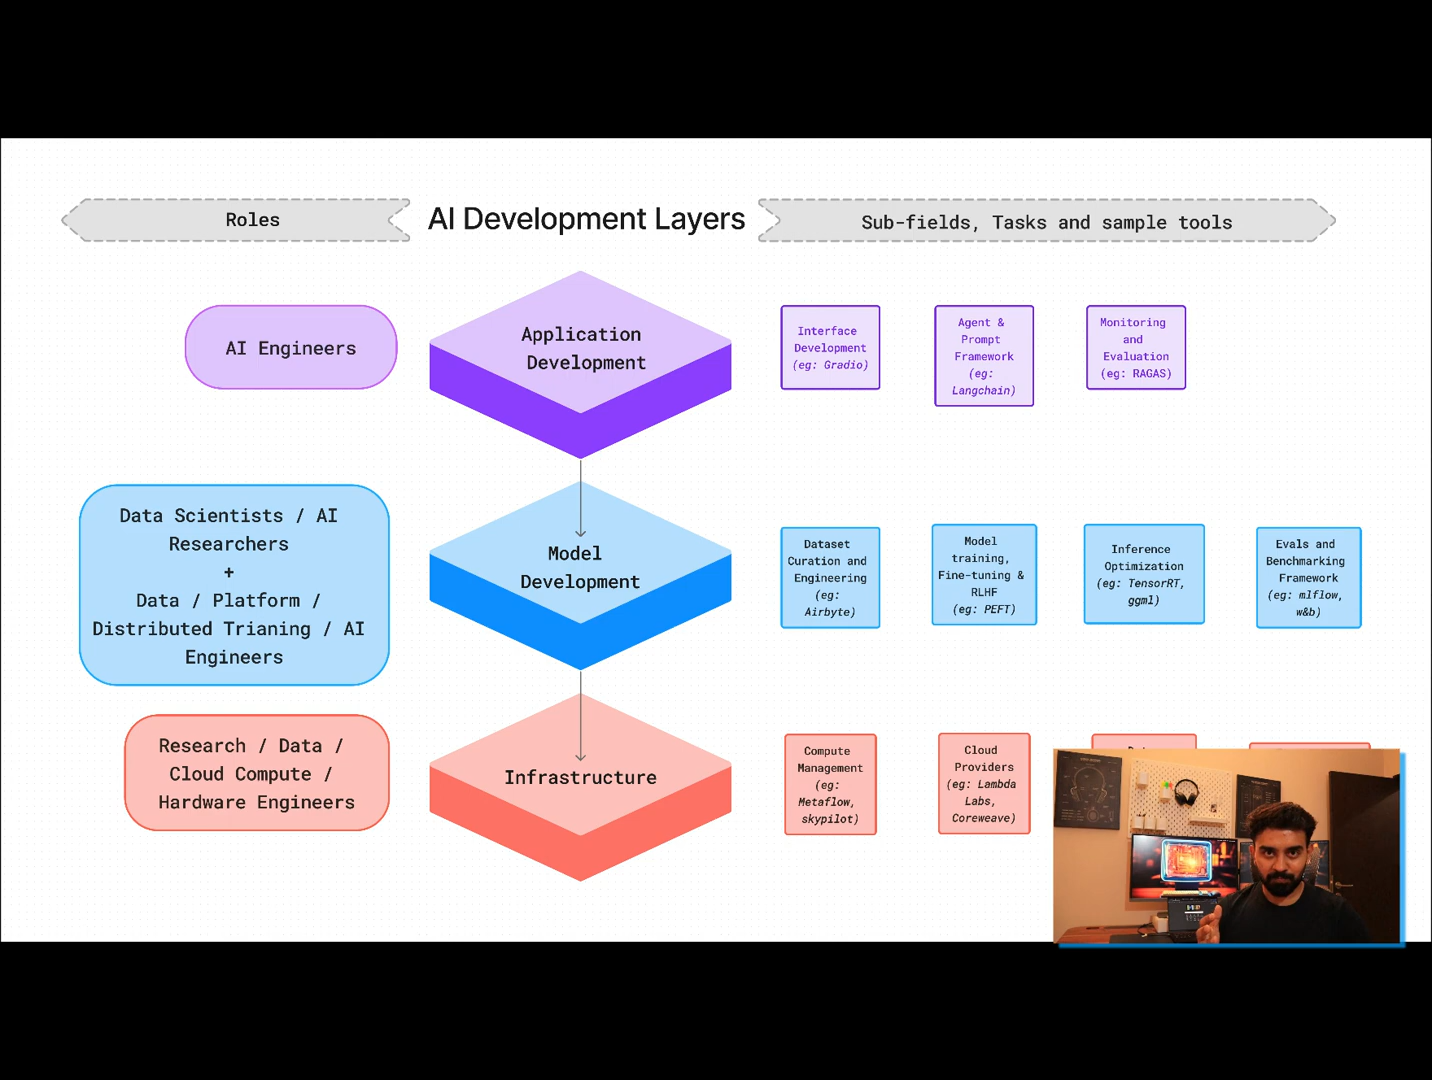 Roles
AI Development Layers
Sub-fields, Tasks and sample tools
AI Engineers
Application
Development
Interface
Development
(eg: Gradio)
Agent &
Prompt
Framework
(eg:
Langchain)
Monitoring
and
Evaluation
(eg: RAGAS)
Data Scientists / AI
Researchers
+
Data / Platform /
Distributed Trianing / AI
Engineers
Model
Development
Dataset
Curation and
Engineering
(eg:
Airbyte)
Model
training,
Fine-tuning &
RLHF
(eg: PEFT)
Inference
Optimization
(eg: TensorRT,
ggml)
Evals and
Benchmarking
Framework
(eg: mlflow,
w&b)
Research / Data /
Cloud Compute /
Hardware Engineers
Infrastructure
Compute
Management
(eg:
Metaflow,
skypilot)
Cloud
Providers
(eg: Lambda
Labs,
Coreweave)